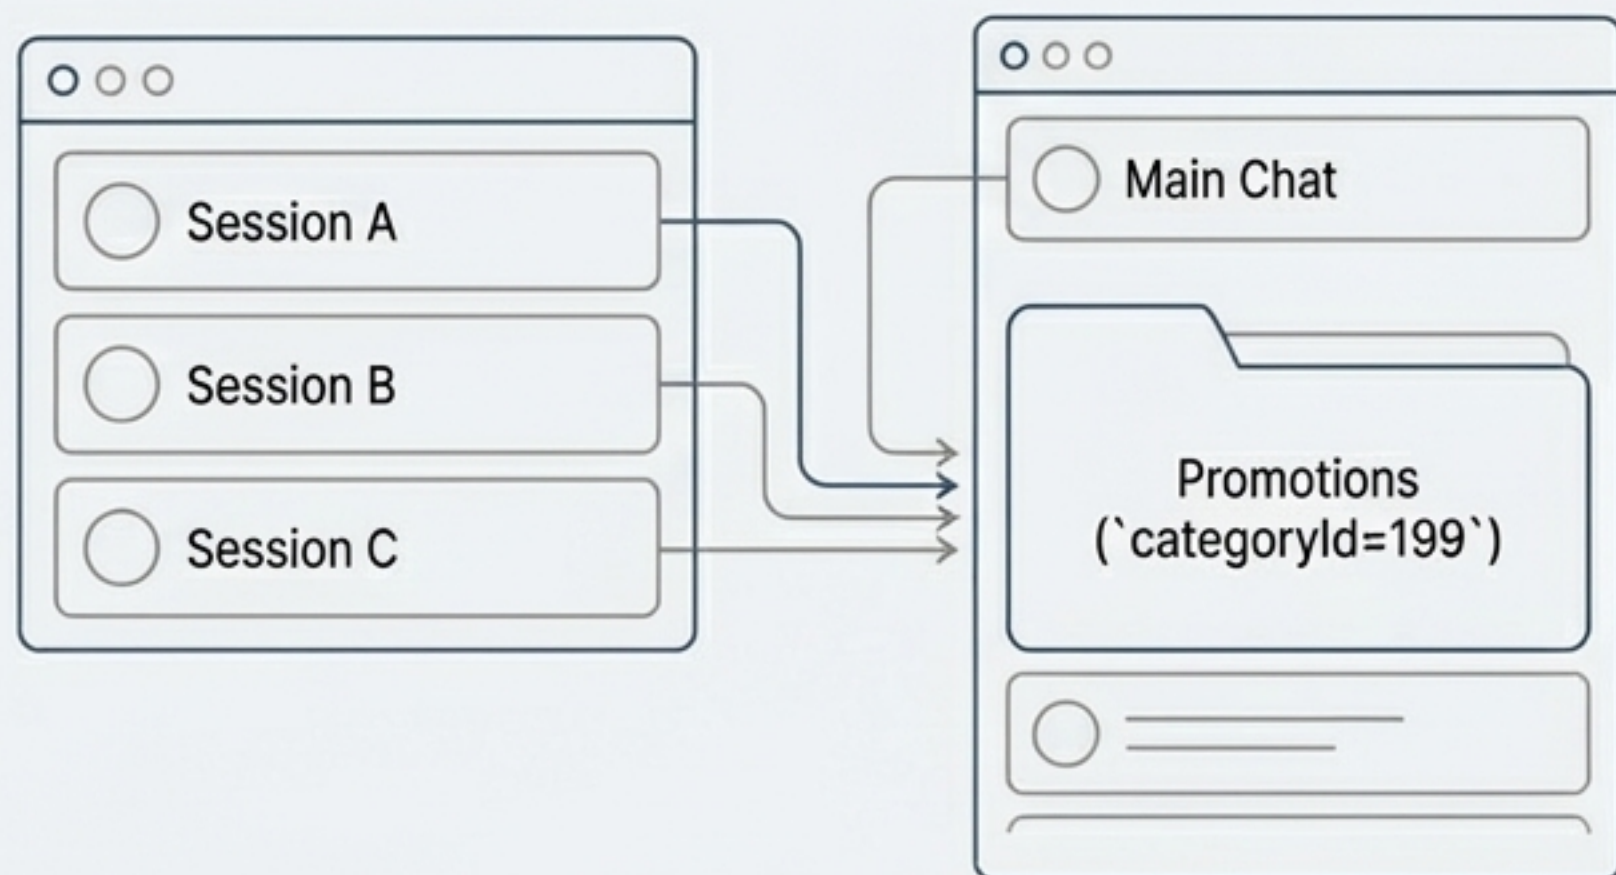 Session A
Session B
Session C
Main Chat
Promotions
(`categoryId=199`)